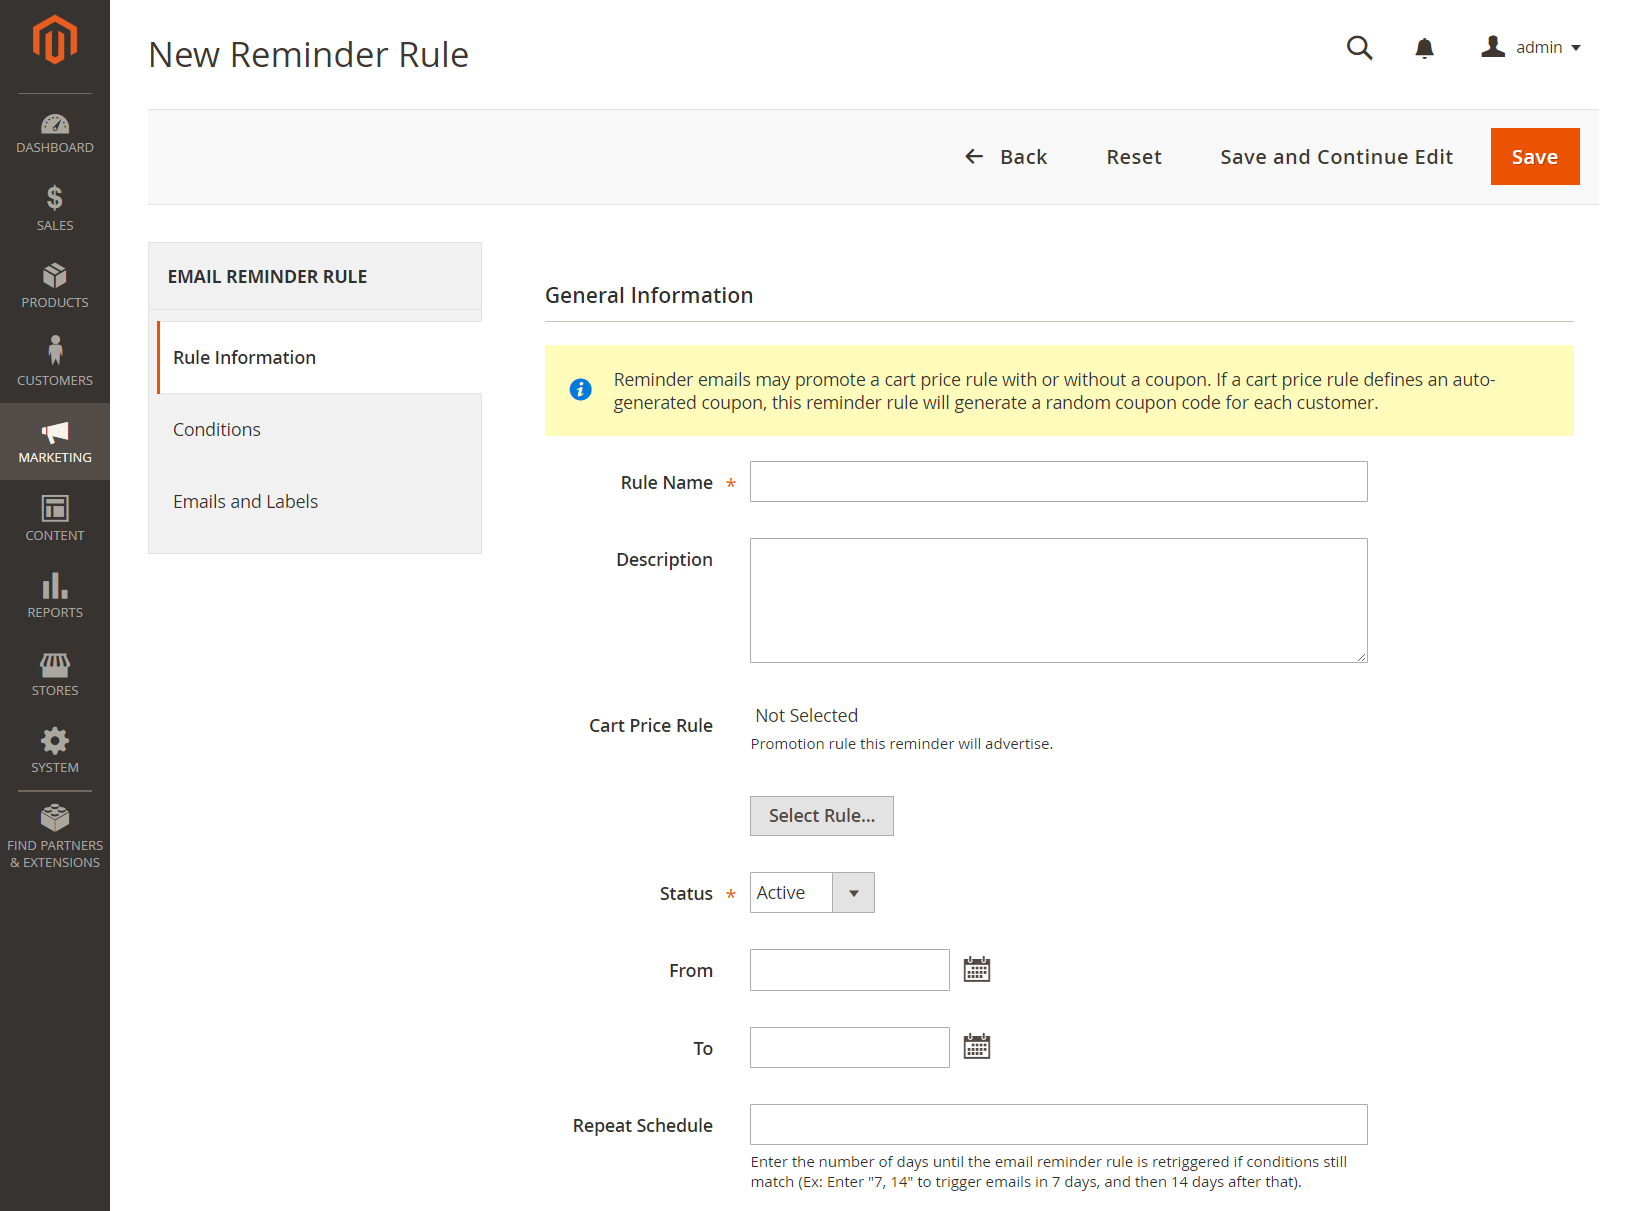 New Reminder Rule
admin
DASHBOARD
SALES
PRODUCTS
CUSTOMERS
MARKETING
CONTENT
REPORTS
STORES
SYSTEM
FIND PARTNERS
& EXTENSIONS
Back
Reset
Save and Continue Edit
Save
EMAIL REMINDER RULE
Rule Information
Conditions
Emails and Labels
General Information
Reminder emails may promote a cart price rule with or without a coupon. If a cart price rule defines an auto-
generated coupon, this reminder rule will generate a random coupon code for each customer.
Rule Name *
Description
Cart Price Rule
Not Selected
Promotion rule this reminder will advertise.
Select Rule...
Status *
Active
From
To
Repeat Schedule
Enter the number of days until the email reminder rule is retriggered if conditions still
match (Ex: Enter "7, 14" to trigger emails in 7 days, and then 14 days after that).